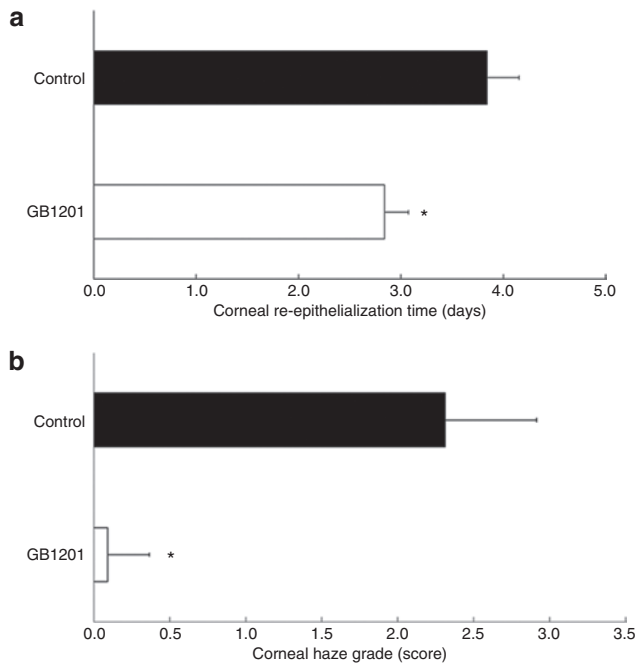 a
Control
GB1201
*
0.0 1.0 2.0 3.0 4.0 5.0
Corneal re-epithelialization time (days)
b
Control
GB1201
*
0.0 0.5 1.0 1.5 2.0 2.5 3.0 3.5
Corneal haze grade (score)